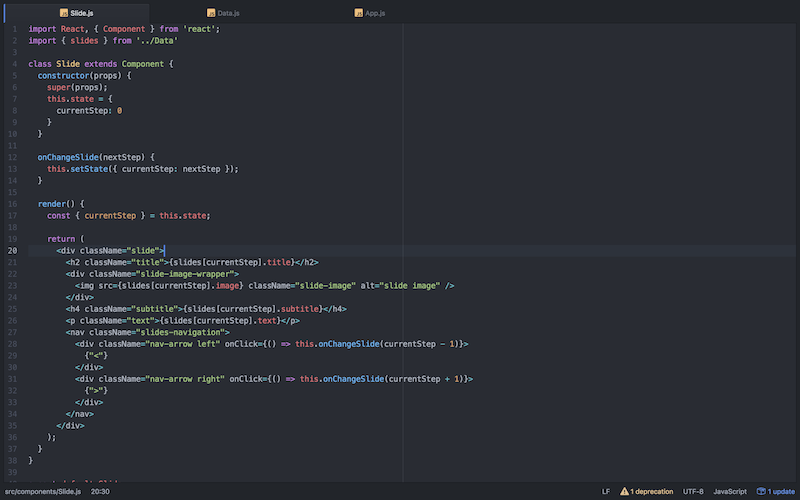 Slide.js
Data.js
App.js
1 import React, { Component } from 'react';
2 import { slides } from '../Data'
3
4 class Slide extends Component {
5 constructor(props) {
6 super(props);
7 this.state = {
8 currentStep: 0
9 }
10 }
11
12 onChangeSlide(nextStep) {
13 this.setState({ currentStep: nextStep });
14 }
15
16 render() {
17 const { currentStep } = this.state;
18
19 return (
20 <div className="slide">
21 <h2 className="title">{slides[currentStep].title}</h2>
22 <div className="slide-image-wrapper">
23 <img src={slides[currentStep].image} className="slide-image" alt="slide image" />
24 </div>
25 <h4 className="subtitle">{slides[currentStep].subtitle}</h4>
26 <p className="text">{slides[currentStep].text}</p>
27 <nav className="slides-navigation">
28 <div className="nav-arrow left" onClick={() => this.onChangeSlide(currentStep - 1)}>
29 {"<"}
30 </div>
31 <div className="nav-arrow right" onClick={() => this.onChangeSlide(currentStep + 1)}>
32 {">"}
33 </div>
34 </nav>
35 </div>
36 );
37 }
38 }
39
src/components/Slide.js 20:30 LF 1 deprecation UTF-8 JavaScript 1 update